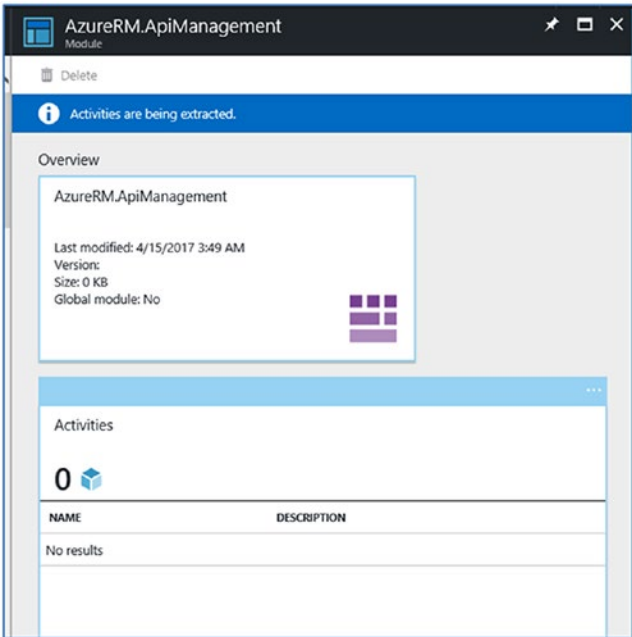 AzureRM.ApiManagement
Module
Delete
Activities are being extracted.
Overview
AzureRM.ApiManagement
Last modified: 4/15/2017 3:49 AM
Version:
Size: 0 KB
Global module: No
Activities
0
NAME DESCRIPTION
No results